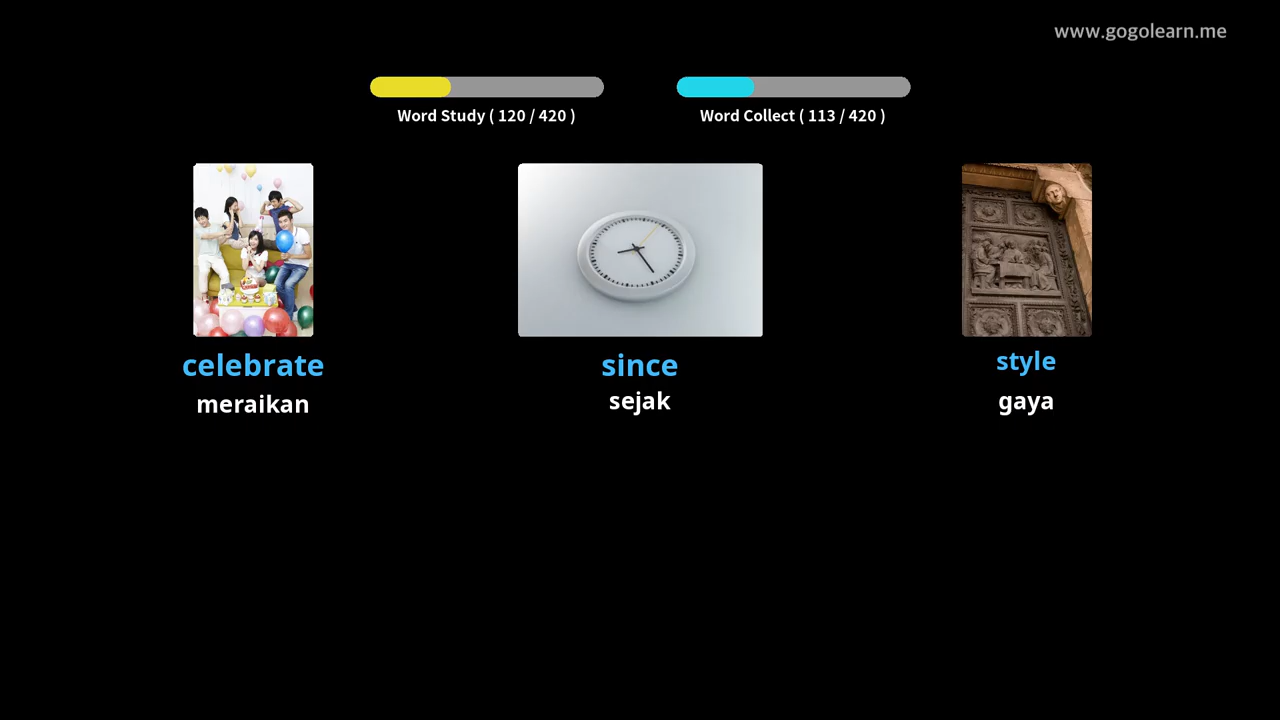 www.gogolearn.me
Word Study ( 120 / 420 )
Word Collect ( 113 / 420 )
celebrate
meraikan
since
sejak
style
gaya